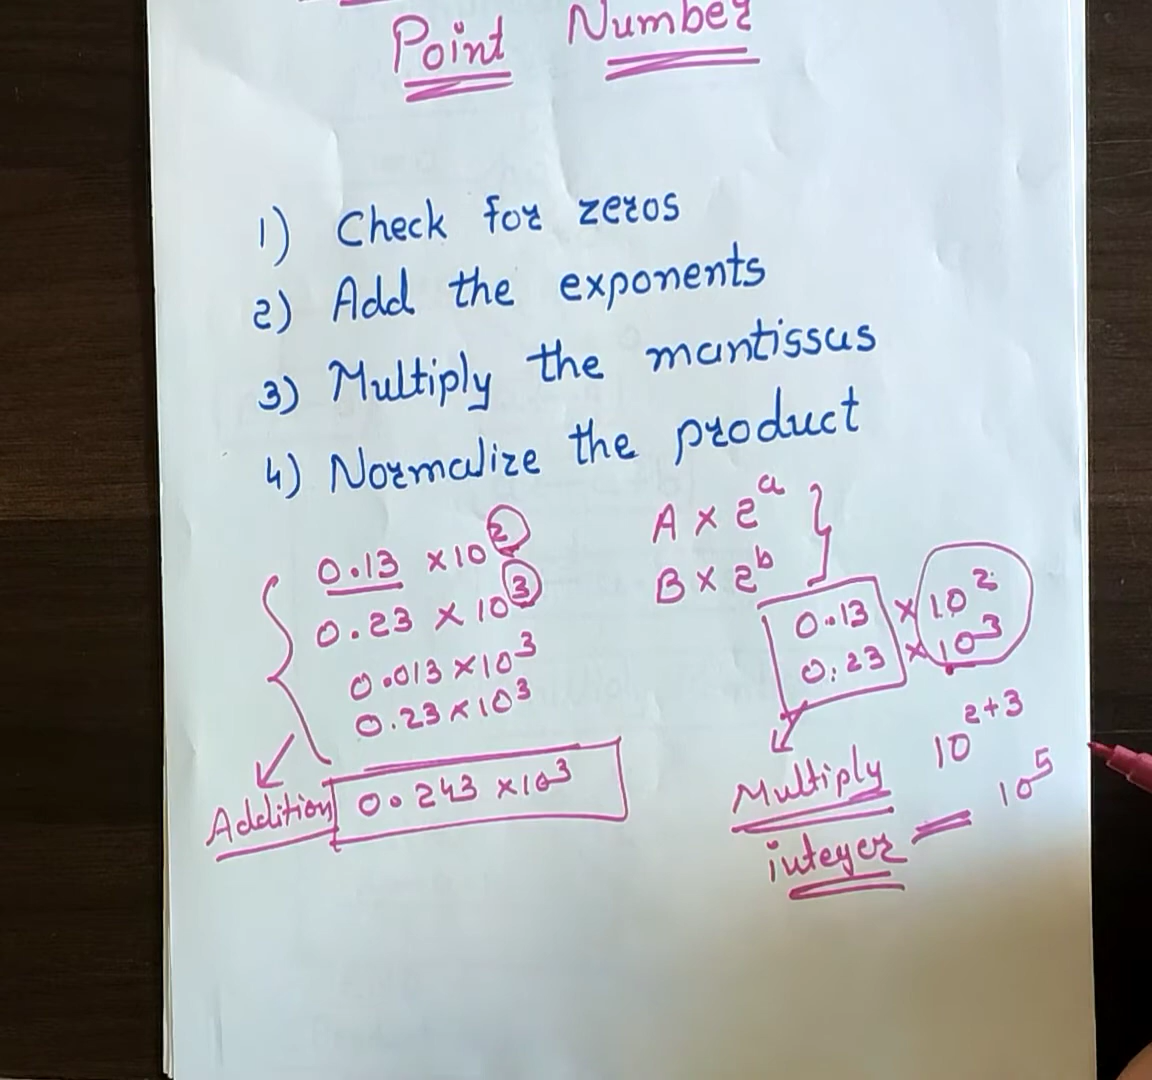 Point Number
1) Check for zeros
2) Add the exponents
3) Multiply the mantissas
4) Normalize the product
0.13 ×10²
0.23 ×10³
0.013×10³
0.23×10³
Addition 0.243 ×10³
A × 2ᵃ
B × 2ᵇ
0.13 ×10²
0.23 ×10³
Multiply
integer
10²⁺³
10⁵